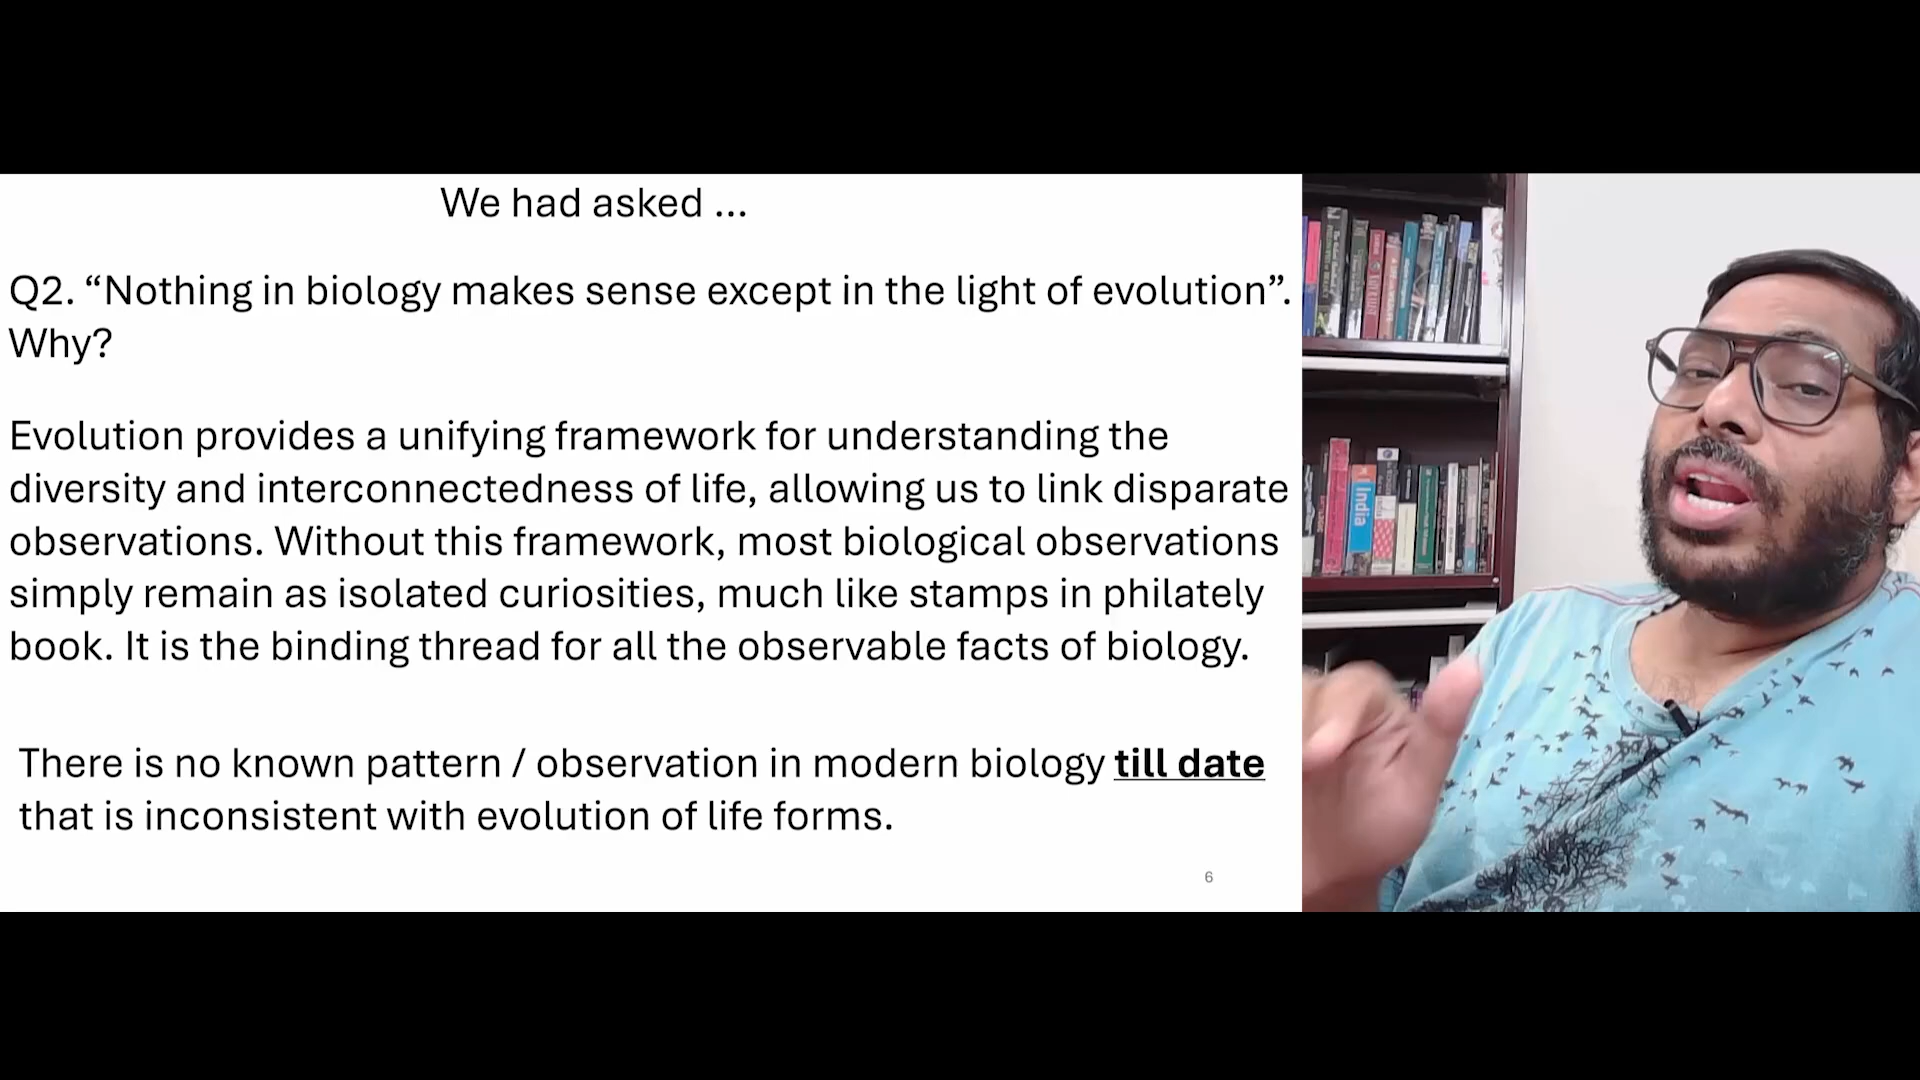 We had asked ...
Q2. “Nothing in biology makes sense except in the light of evolution”.
Why?
Evolution provides a unifying framework for understanding the
diversity and interconnectedness of life, allowing us to link disparate
observations. Without this framework, most biological observations
simply remain as isolated curiosities, much like stamps in philately
book. It is the binding thread for all the observable facts of biology.
There is no known pattern / observation in modern biology till date
that is inconsistent with evolution of life forms.
6
India